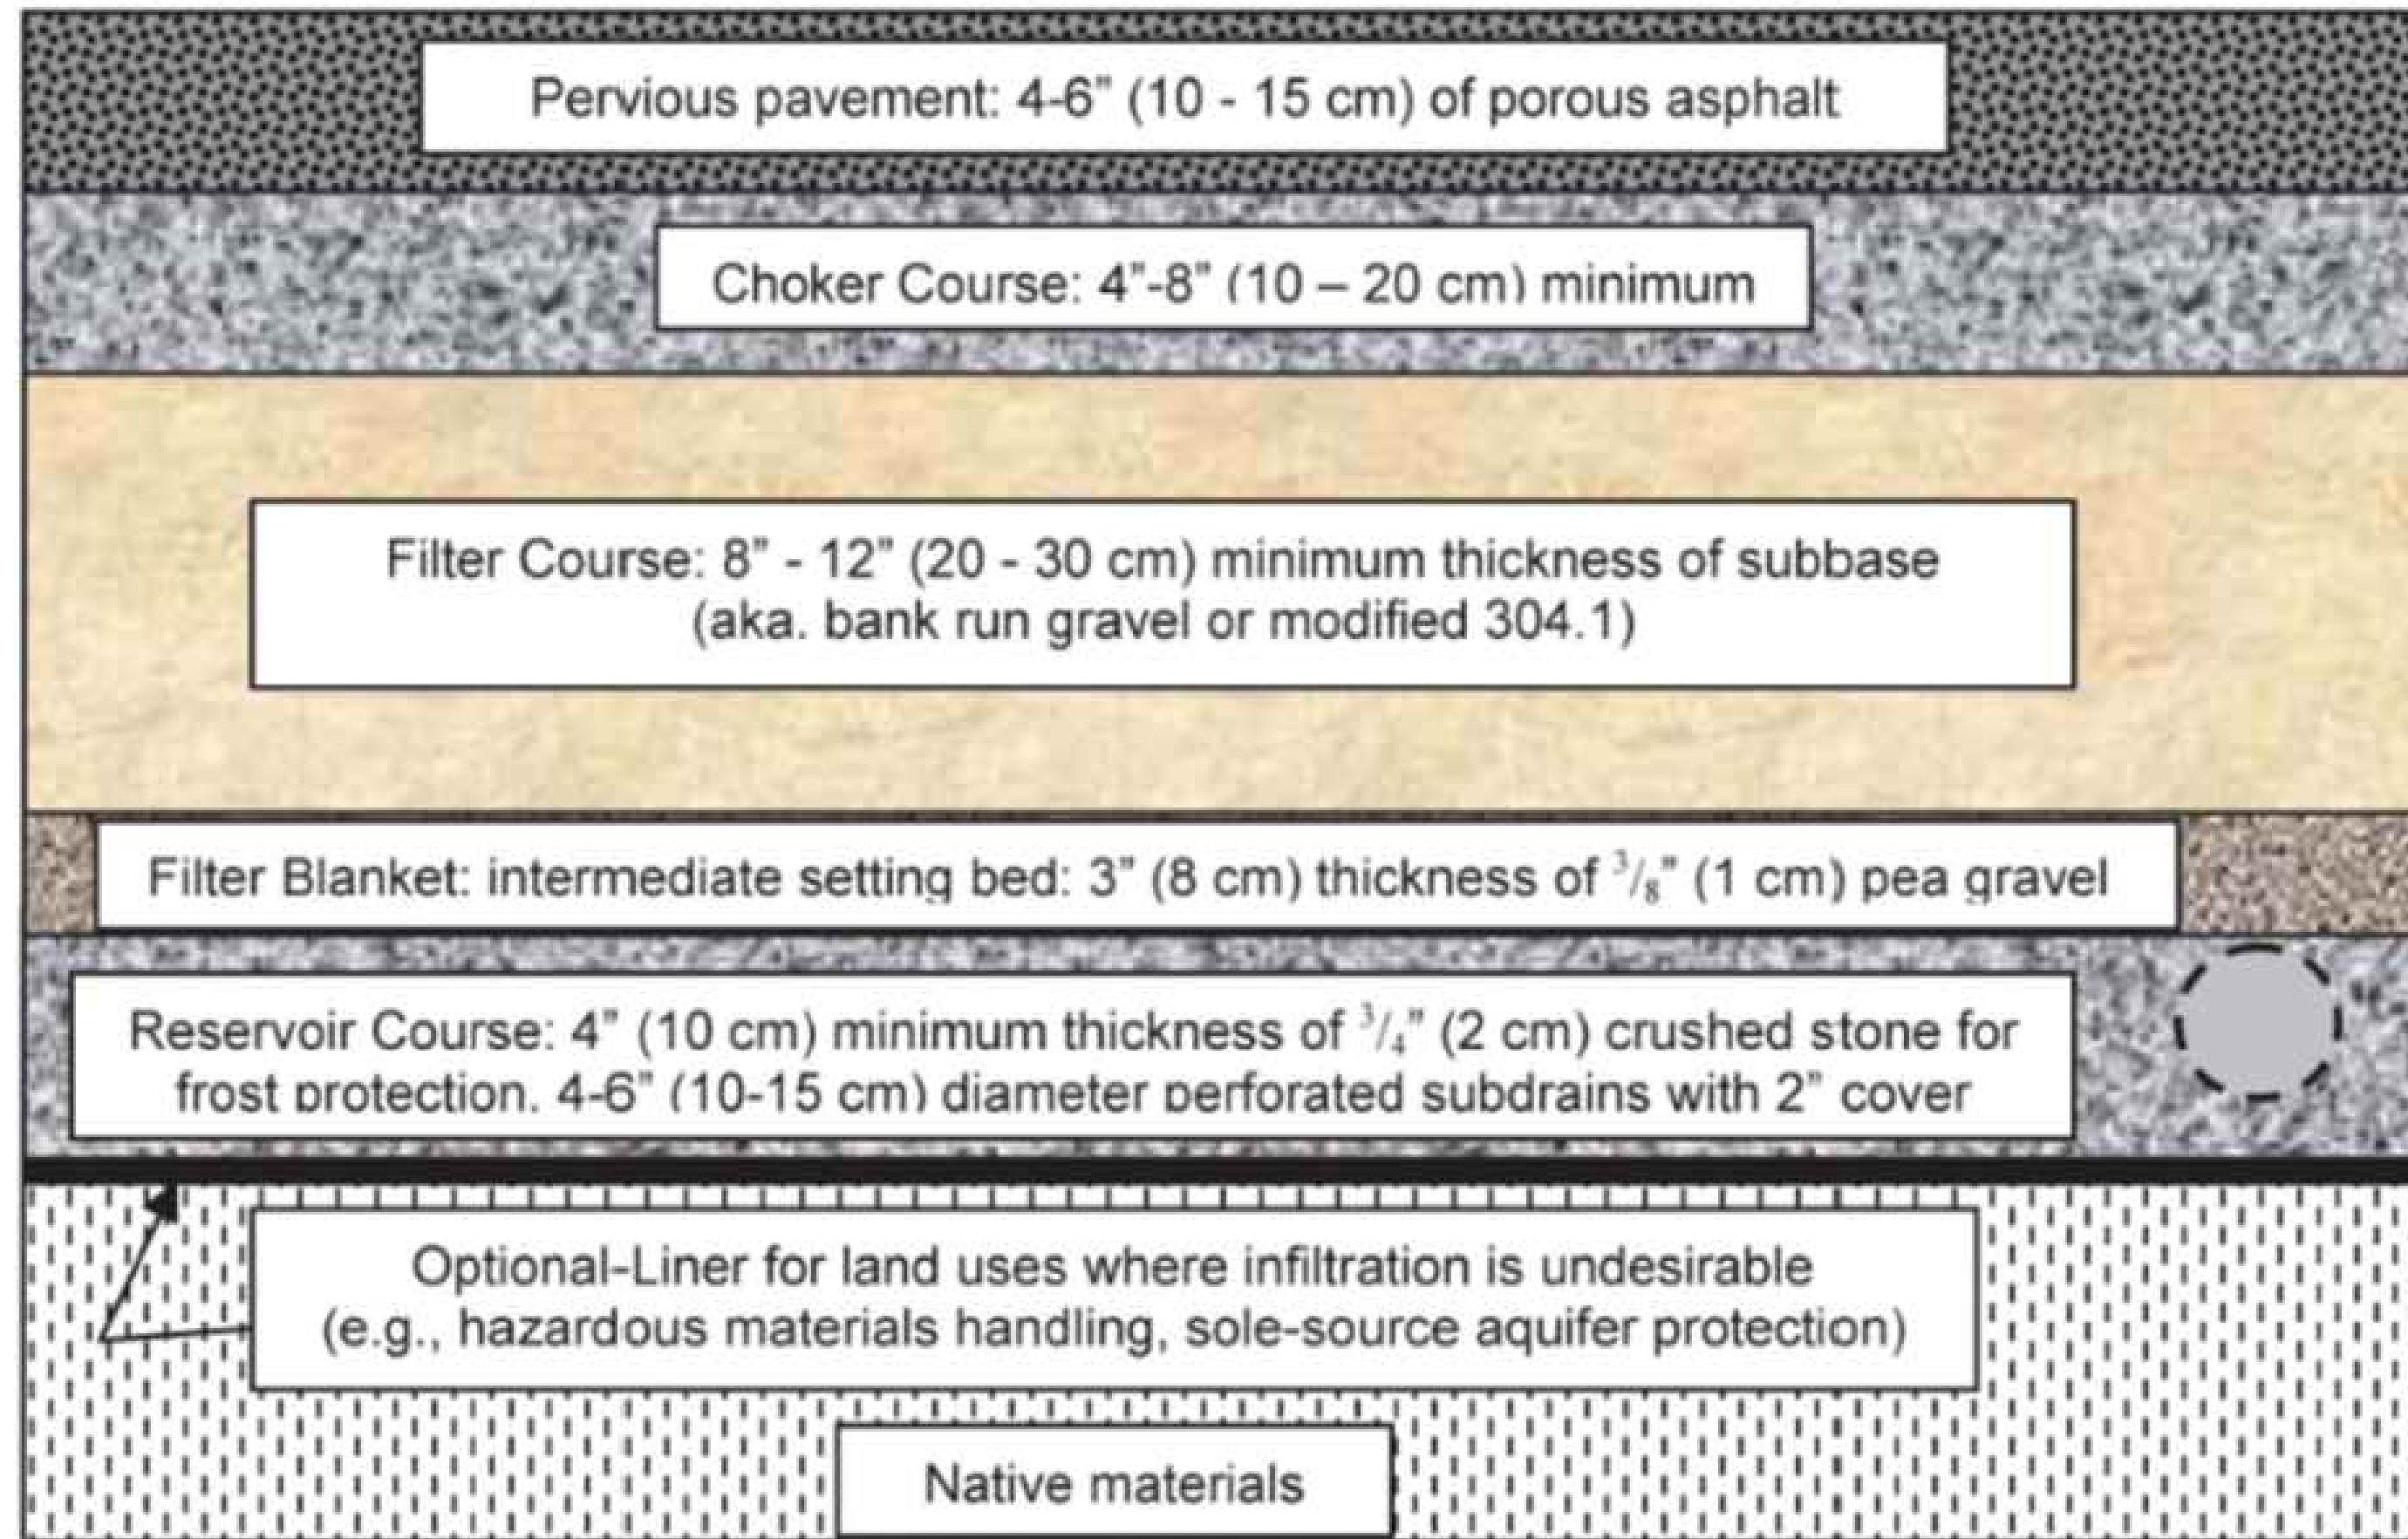 Pervious pavement: 4-6” (10 - 15 cm) of porous asphalt
Choker Course: 4”-8” (10 – 20 cm) minimum
Filter Course: 8” - 12” (20 - 30 cm) minimum thickness of subbase
(aka. bank run gravel or modified 304.1)
Filter Blanket: intermediate setting bed: 3” (8 cm) thickness of 3/8” (1 cm) pea gravel
Reservoir Course: 4” (10 cm) minimum thickness of 3/4” (2 cm) crushed stone for
frost protection. 4-6” (10-15 cm) diameter perforated subdrains with 2” cover
Optional-Liner for land uses where infiltration is undesirable
(e.g., hazardous materials handling, sole-source aquifer protection)
Native materials